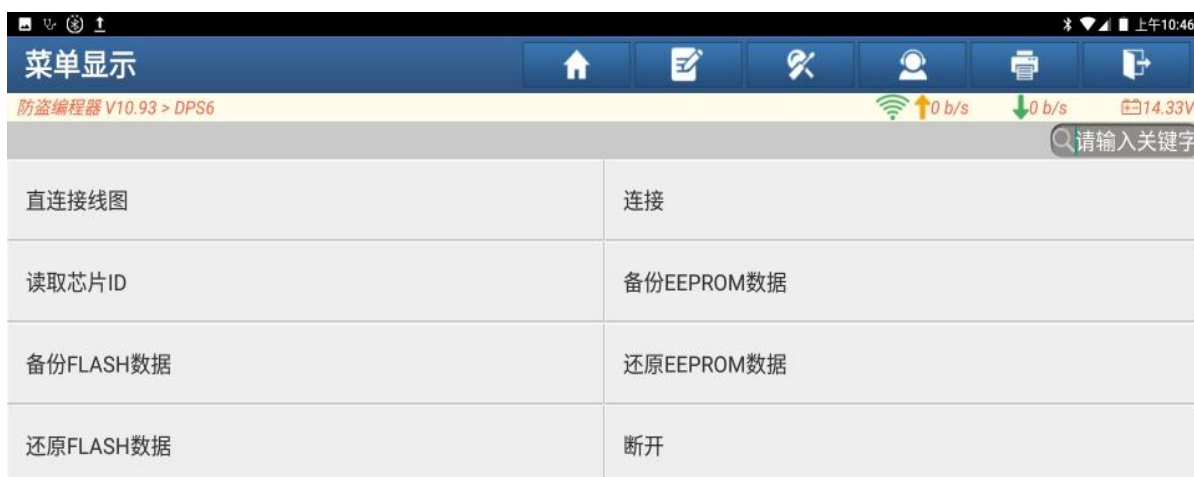 上午10:46
菜单显示
防盗编程器 V10.93 > DPS6 0 b/s 0 b/s 14.33V
请输入关键字
直连接线图 连接
读取芯片ID 备份EEPROM数据
备份FLASH数据 还原EEPROM数据
还原FLASH数据 断开